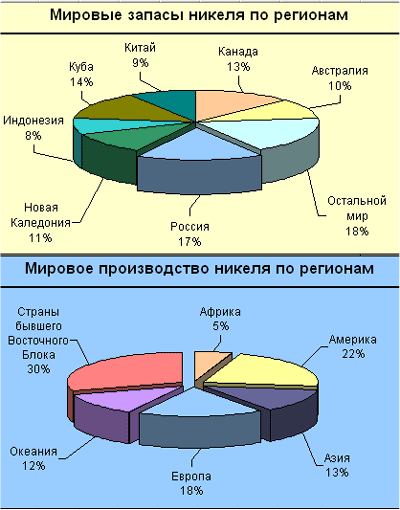 Мировые запасы никеля по регионам
Китай
9%
Канада
13%
Куба
14%
Австралия
10%
Индонезия
8%
Новая
Каледония
11%
Россия
17%
Остальной
мир
18%
Мировое производство никеля по регионам
Страны
бывшего
Восточного
Блока
30%
Африка
5%
Америка
22%
Океания
12%
Европа
18%
Азия
13%